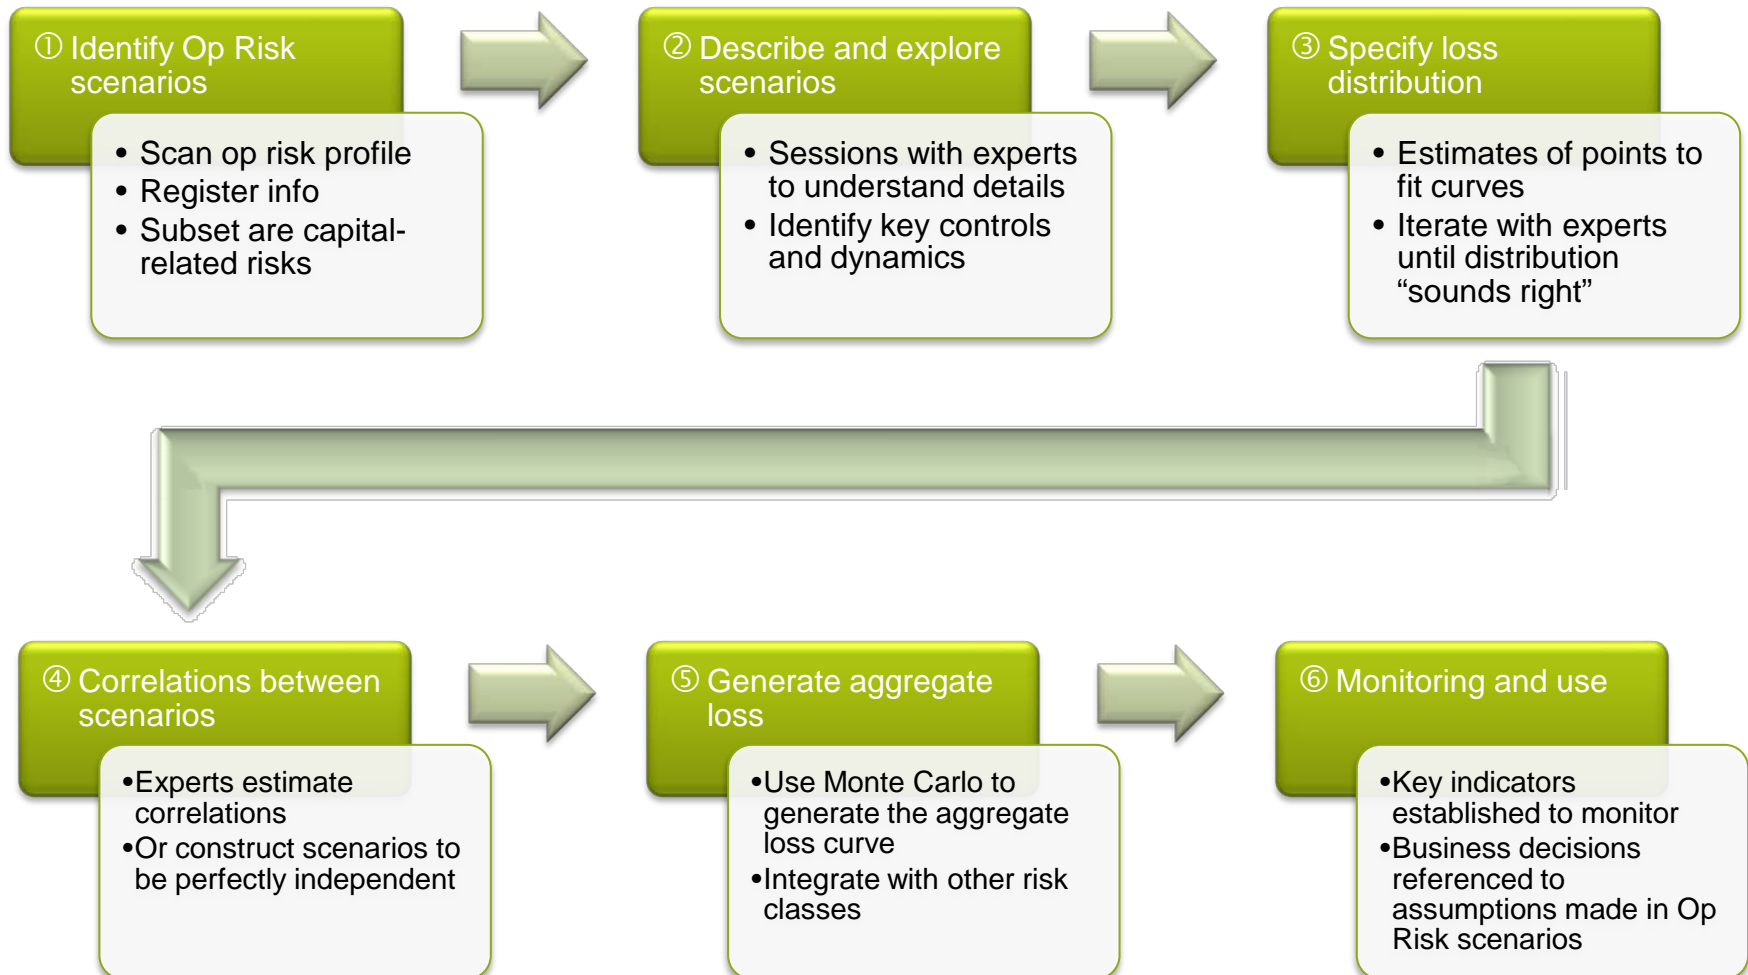 ① Identify Op Risk
scenarios
• Scan op risk profile
• Register info
• Subset are capital-
related risks
② Describe and explore
scenarios
• Sessions with experts
to understand details
• Identify key controls
and dynamics
③ Specify loss
distribution
• Estimates of points to
fit curves
• Iterate with experts
until distribution
“sounds right”
④ Correlations between
scenarios
•Experts estimate
correlations
•Or construct scenarios to
be perfectly independent
⑤ Generate aggregate
loss
•Use Monte Carlo to
generate the aggregate
loss curve
•Integrate with other risk
classes
⑥ Monitoring and use
•Key indicators
established to monitor
•Business decisions
referenced to
assumptions made in Op
Risk scenarios